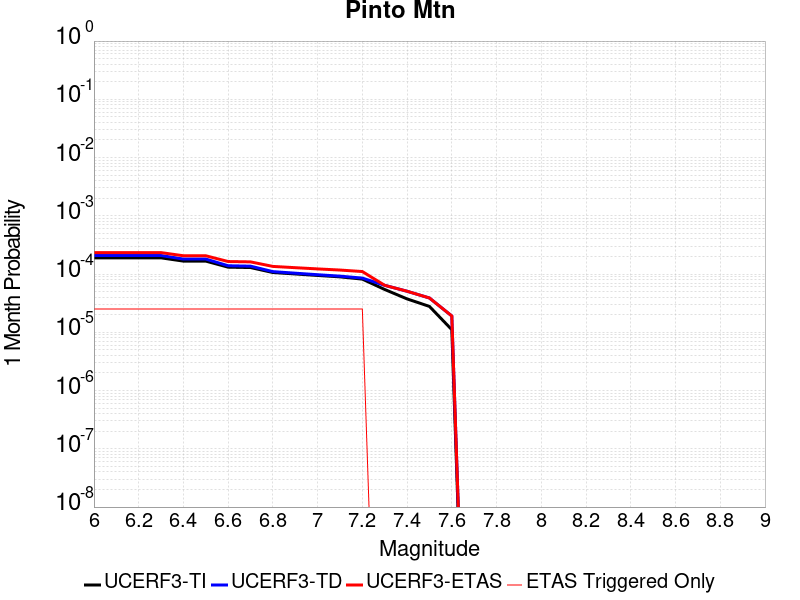 Pinto Mtn
10^0
10^-1
10^-2
10^-3
10^-4
10^-5
10^-6
10^-7
10^-8
1 Month Probability
6 6.2 6.4 6.6 6.8 7 7.2 7.4 7.6 7.8 8 8.2 8.4 8.6 8.8 9
Magnitude
UCERF3-TI UCERF3-TD UCERF3-ETAS ETAS Triggered Only